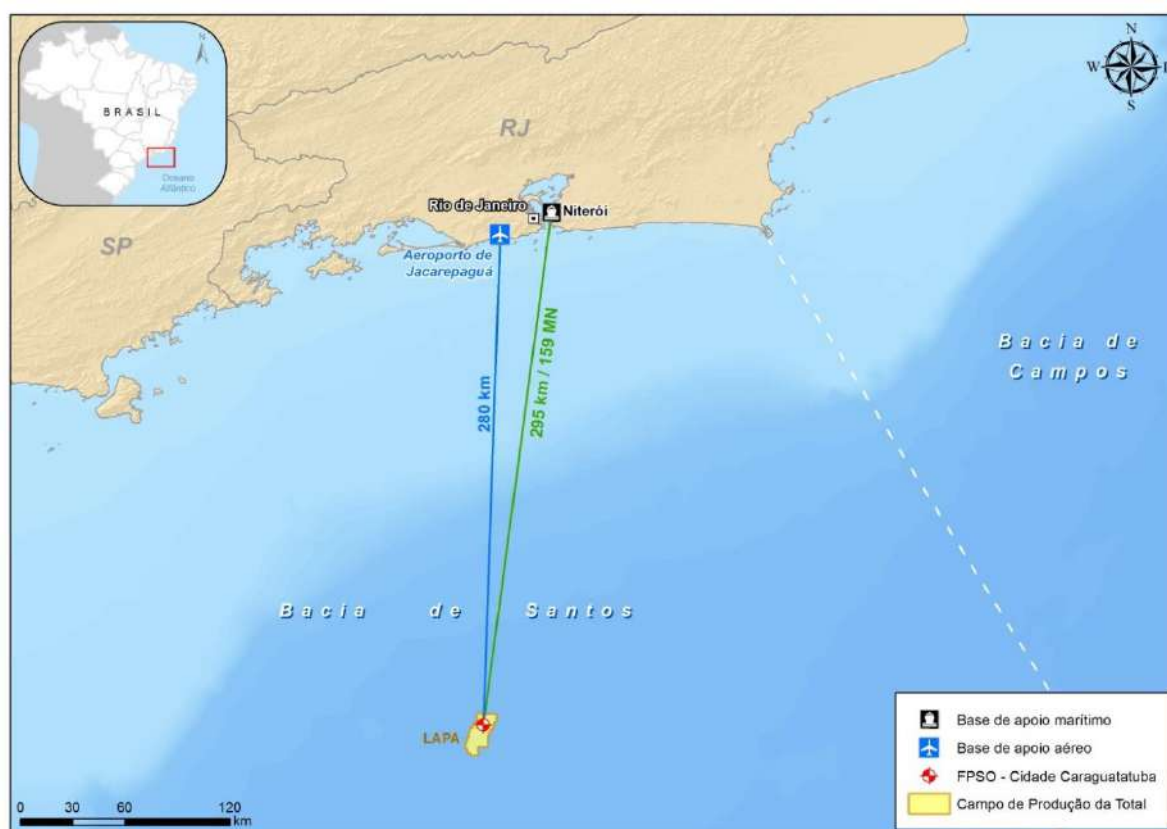 N
BRASIL
Oceano
Atlântico
N
W
S
RJ
SP
Rio de Janeiro
Niterói
Aeroporto de
Jacarepaguá
280 km
295 km / 159 MN
Bacia de
Campos
Bacia de Santos
LAPA
Base de apoio marítimo
Base de apoio aéreo
FPSO - Cidade Caraguatatuba
Campo de Produção da Total
0 30 60 120
km